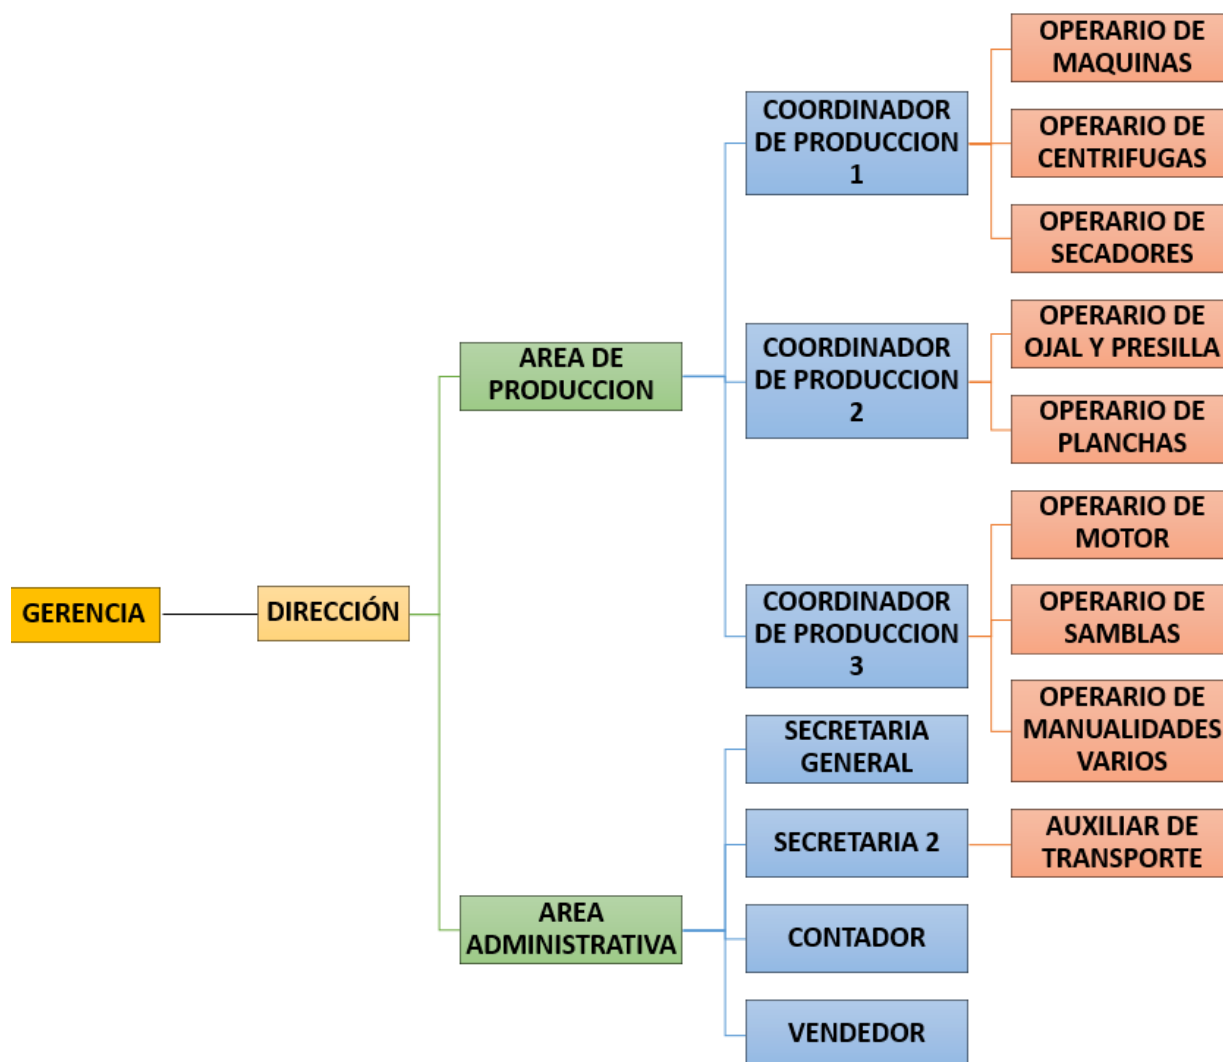 GERENCIA
DIRECCIÓN
AREA DE
PRODUCCION
COORDINADOR
DE PRODUCCION
1
OPERARIO DE
MAQUINAS
OPERARIO DE
CENTRIFUGAS
OPERARIO DE
SECADORES
COORDINADOR
DE PRODUCCION
2
OPERARIO DE
OJAL Y PRESILLA
OPERARIO DE
PLANCHAS
COORDINADOR
DE PRODUCCION
3
OPERARIO DE
MOTOR
OPERARIO DE
SAMBLAS
OPERARIO DE
MANUALIDADES
VARIOS
AREA
ADMINISTRATIVA
SECRETARIA
GENERAL
SECRETARIA 2
AUXILIAR DE
TRANSPORTE
CONTADOR
VENDEDOR